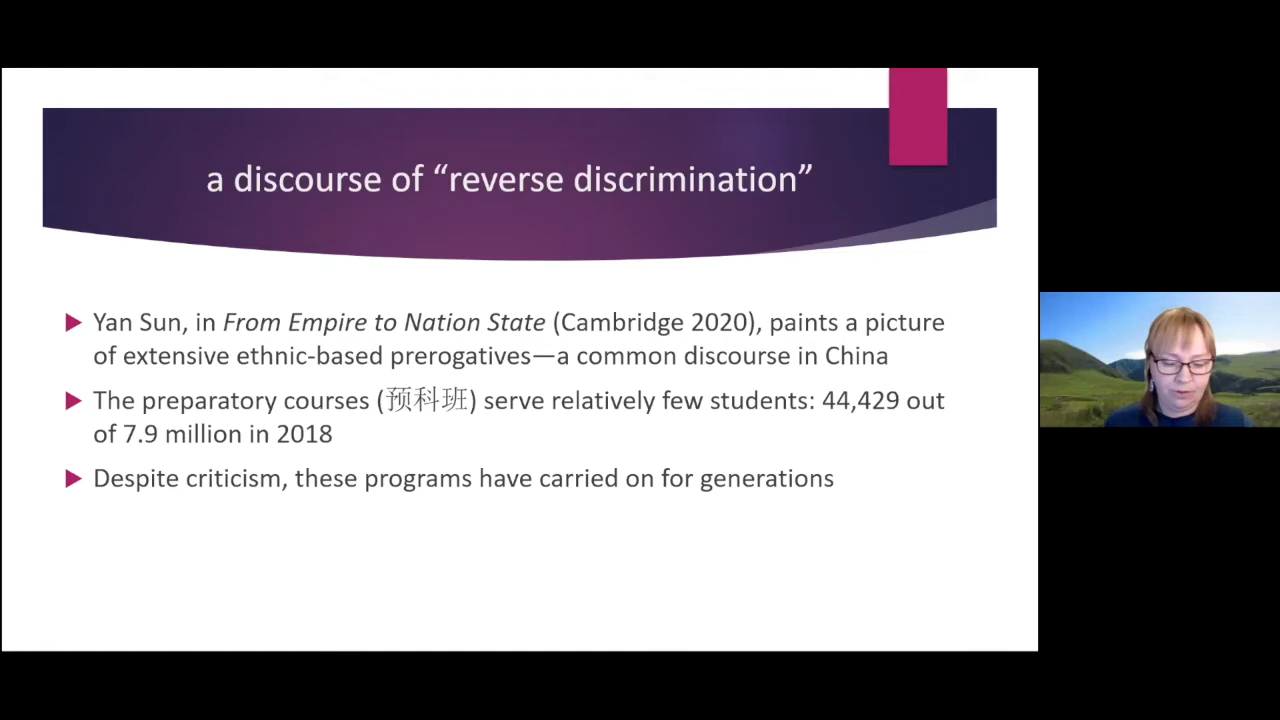 a discourse of “reverse discrimination”
Yan Sun, in From Empire to Nation State (Cambridge 2020), paints a picture
of extensive ethnic-based prerogatives—a common discourse in China
The preparatory courses (预科班) serve relatively few students: 44,429 out
of 7.9 million in 2018
Despite criticism, these programs have carried on for generations